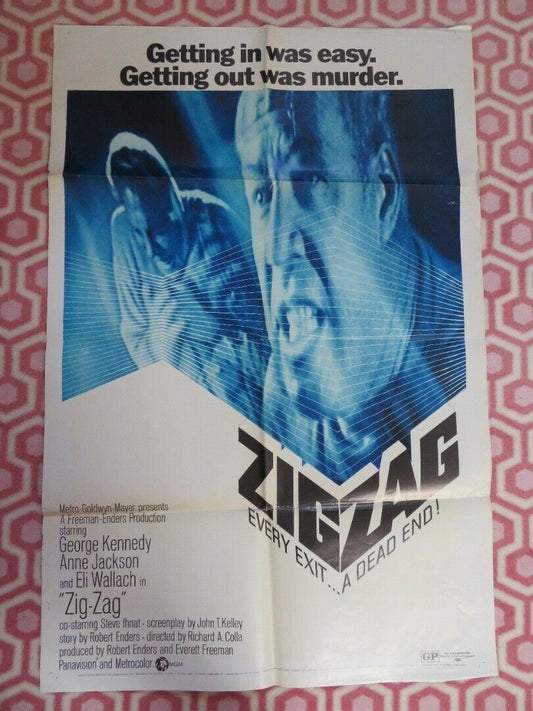 Getting in was easy.
Getting out was murder.
ZIGZAG
EVERY EXIT... A DEAD END!
Metro-Goldwyn-Mayer presents
A Freeman-Enders Production
starring
George Kennedy
Anne Jackson
and Eli Wallach in
"Zig-Zag"
co-starring Steve Ihnat · screenplay by John T. Kelley
story by Robert Enders · directed by Richard A. Colla
produced by Robert Enders and Everett Freeman
Panavision and Metrocolor MGM
GP